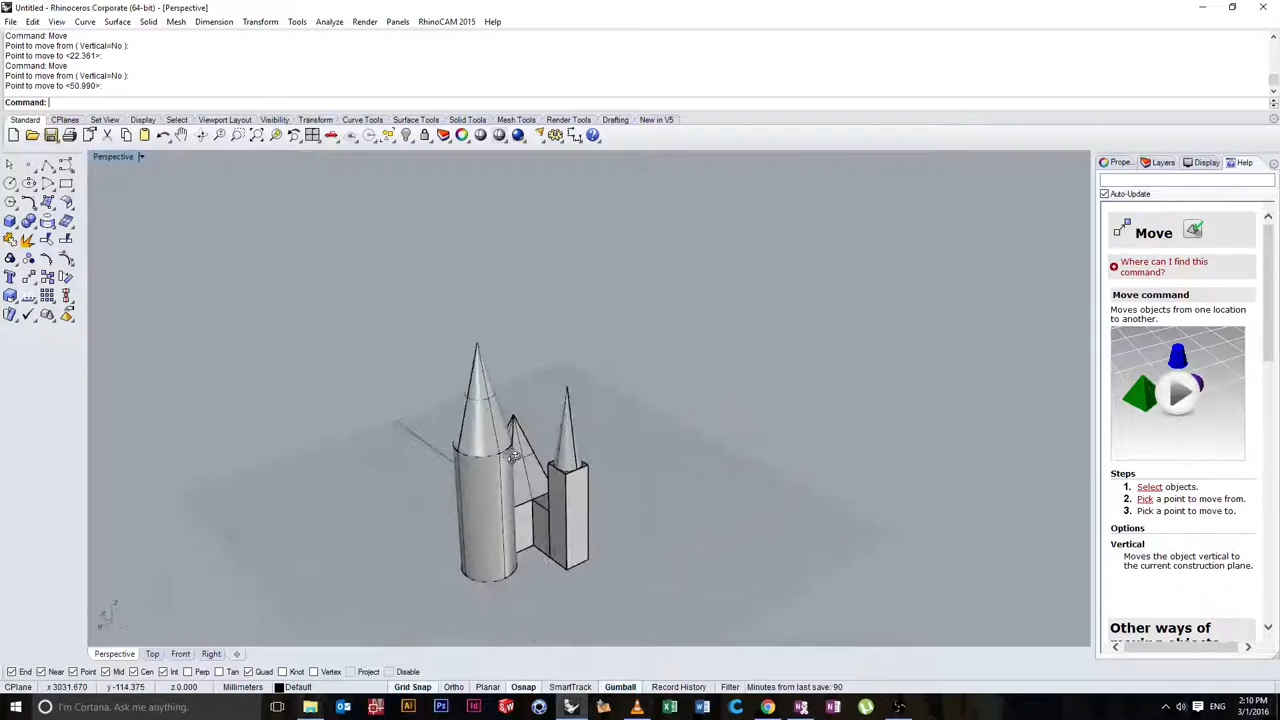 Untitled - Rhinoceros Corporate (64-bit) - [Perspective]
File Edit View Curve Surface Solid Mesh Dimension Transform Tools Analyze Render Panels RhinoCAM 2015 Help
Command: Move
Point to move from ( Vertical=No ):
Point to move to <22.361>:
Command: Move
Point to move from ( Vertical=No ):
Point to move to <50.990>:
Command:
Standard CPlanes Set View Display Select Viewport Layout Visibility Transform Curve Tools Surface Tools Solid Tools Mesh Tools Render Tools Drafting New in V5
Perspective
Prope... Layers Display Help
Auto-Update
Move
Where can I find this
command?
Move command
Moves objects from one location
to another.
Steps
1. Select objects.
2. Pick a point to move from.
3. Pick a point to move to.
Options
Vertical
Moves the object vertical to
the current construction plane.
Other ways of
z
Perspective Top Front Right
End Near Point Mid Cen Int Perp Tan Quad Knot Vertex Project Disable
CPlane x 3031.670 y -114.375 z 0.000 Millimeters Default Grid Snap Ortho Planar Osnap SmartTrack Gumball Record History Filter Minutes from last save: 90
I'm Cortana. Ask me anything.
ENG
2:10 PM
3/1/2016